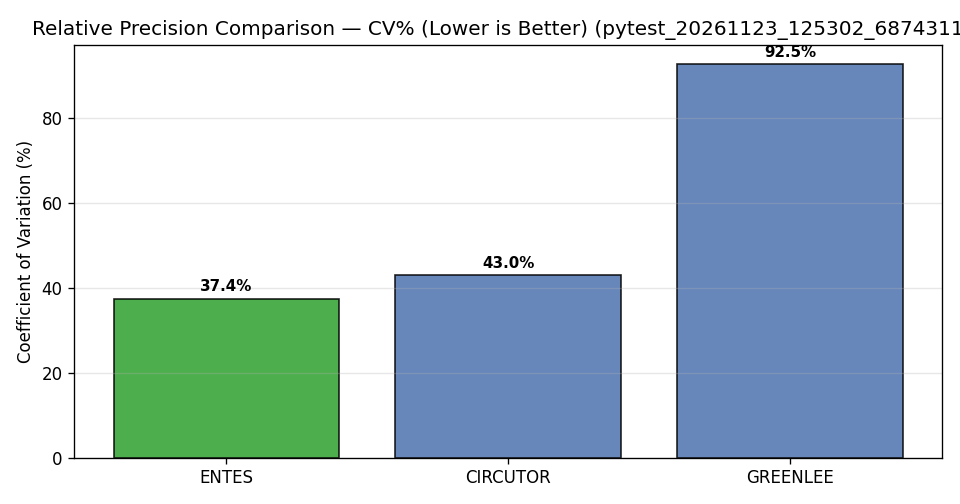 Relative Precision Comparison — CV% (Lower is Better) (pytest_20261123_125302_6874311
92.5%
43.0%
37.4%
Coefficient of Variation (%)
80
60
40
20
0
ENTES
CIRCUTOR
GREENLEE